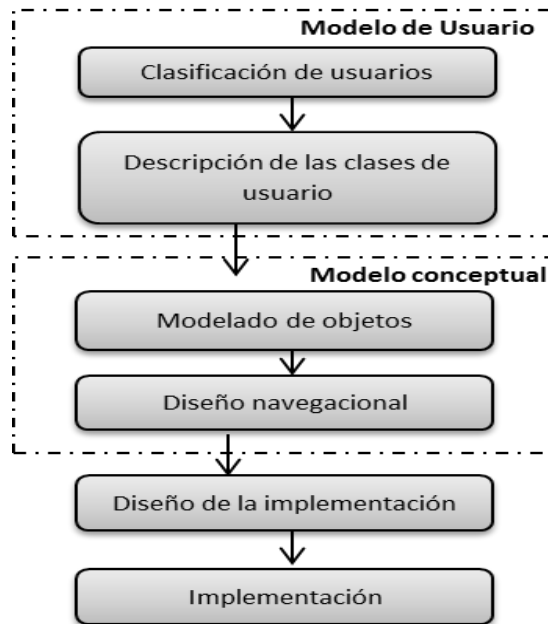 Modelo de Usuario
Clasificación de usuarios
Descripción de las clases de
usuario
Modelo conceptual
Modelado de objetos
Diseño navegacional
Diseño de la implementación
Implementación